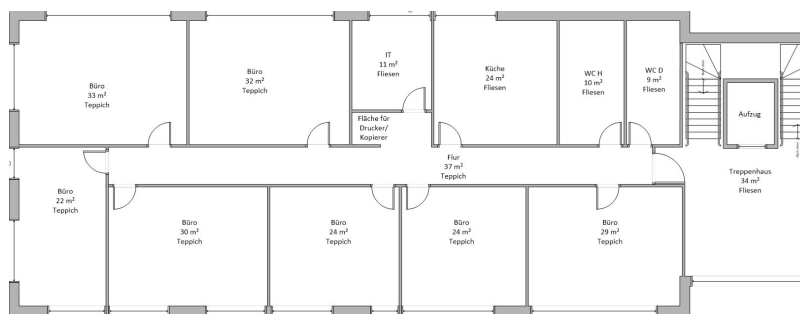 Büro
33 m²
Teppich
Büro
32 m²
Teppich
IT
11 m²
Fliesen
Küche
24 m²
Fliesen
WC H
10 m²
Fliesen
WC D
9 m²
Fliesen
Aufzug
Fläche für
Drucker/
Kopierer
Flur
37 m²
Teppich
Treppenhaus
34 m²
Fliesen
Büro
22 m²
Teppich
Büro
30 m²
Teppich
Büro
24 m²
Teppich
Büro
24 m²
Teppich
Büro
29 m²
Teppich